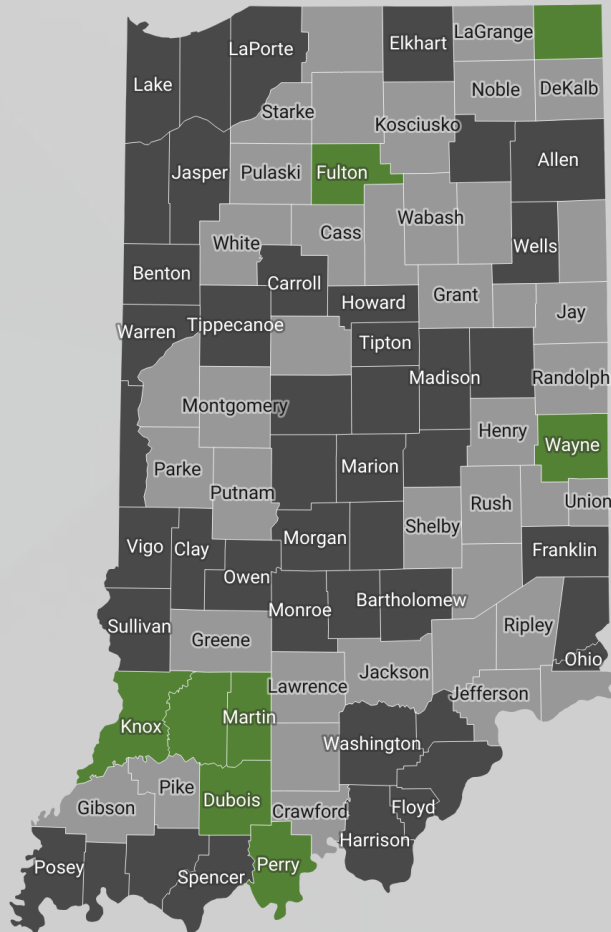 LaPorte
Elkhart
LaGrange
Lake
Noble
DeKalb
Starke
Kosciusko
Jasper
Pulaski
Fulton
Allen
Wabash
White
Cass
Wells
Benton
Carroll
Howard
Grant
Jay
Warren
Tippecanoe
Tipton
Madison
Randolph
Montgomery
Henry
Wayne
Parke
Marion
Putnam
Rush
Union
Shelby
Morgan
Vigo
Clay
Franklin
Owen
Monroe
Bartholomew
Sullivan
Ripley
Greene
Ohio
Jackson
Lawrence
Jefferson
Knox
Martin
Washington
Pike
Dubois
Gibson
Crawford
Floyd
Harrison
Perry
Posey
Spencer